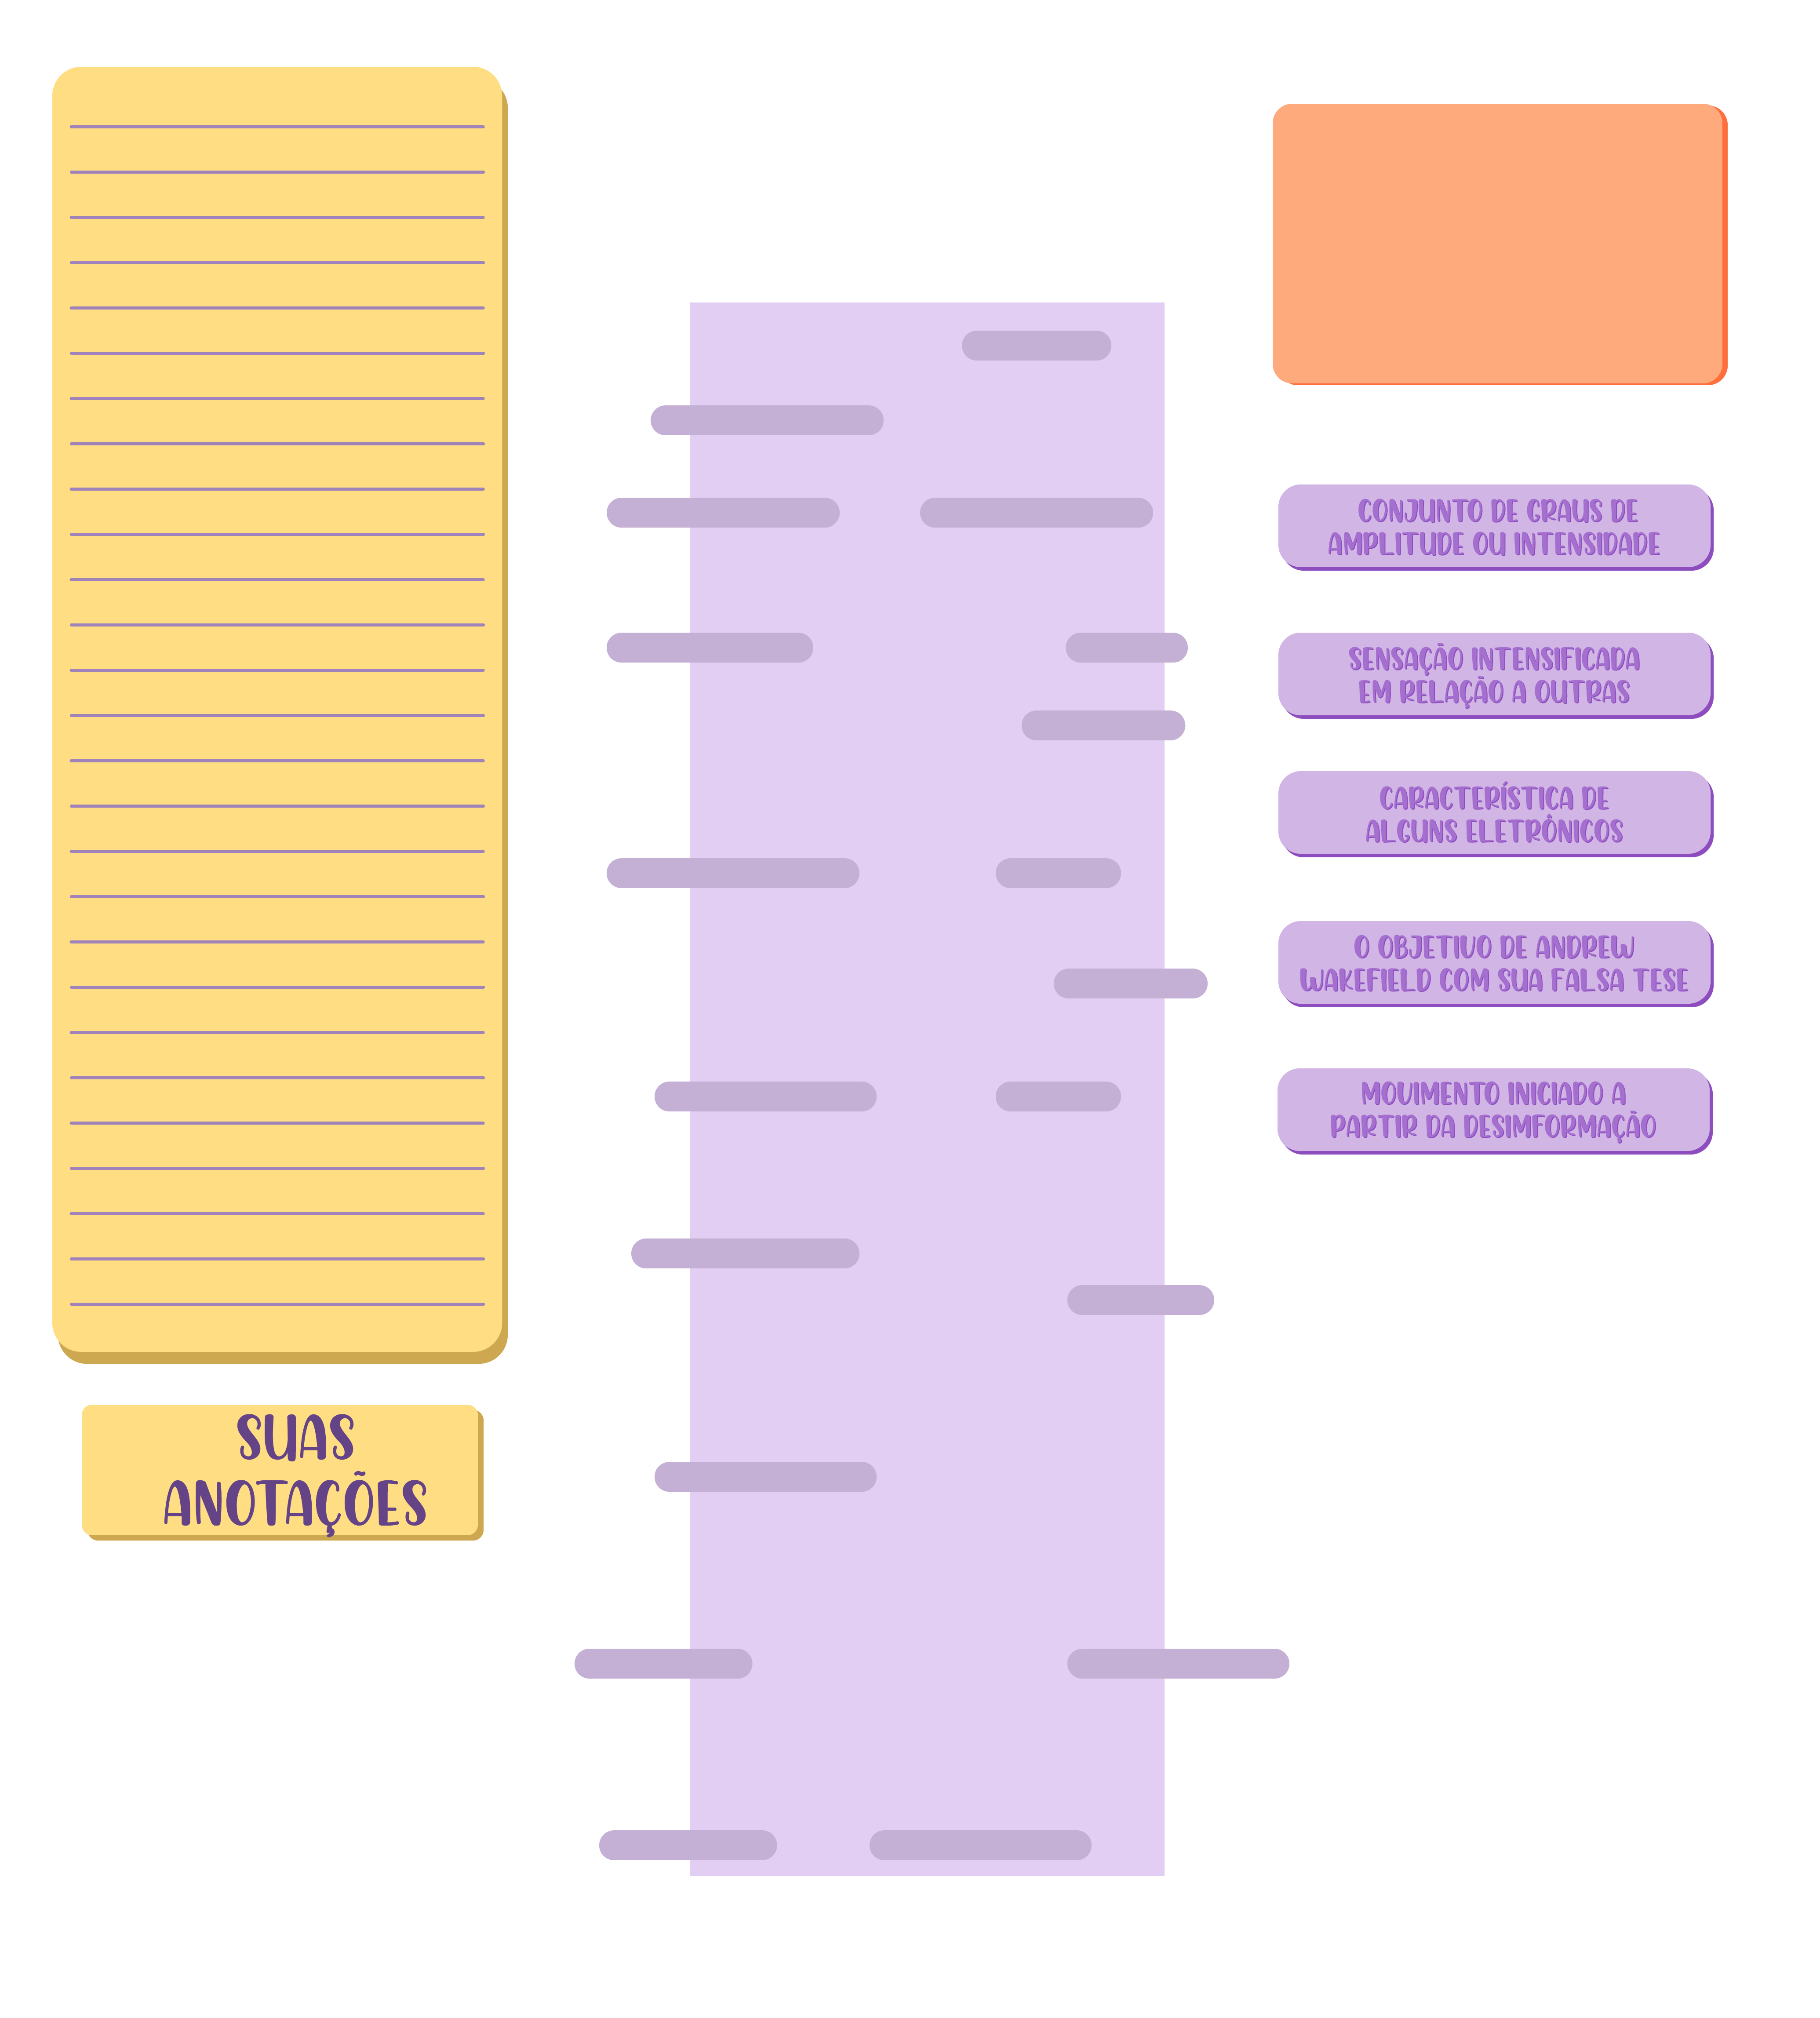 CONJUNTO DE GRAUS DE
AMPLITUDE OU INTENSIDADE
SENSAÇÃO INTENSIFICADA
EM RELAÇÃO A OUTRAS
CARACTERÍSTICA DE
ALGUNS ELETRÔNICOS
O OBJETIVO DE ANDREW
WAKEFIELD COM SUA FALSA TESE
MOVIMENTO INICIADO A
PARTIR DA DESIMFORMAÇÃO
SUAS
ANOTAÇÕES